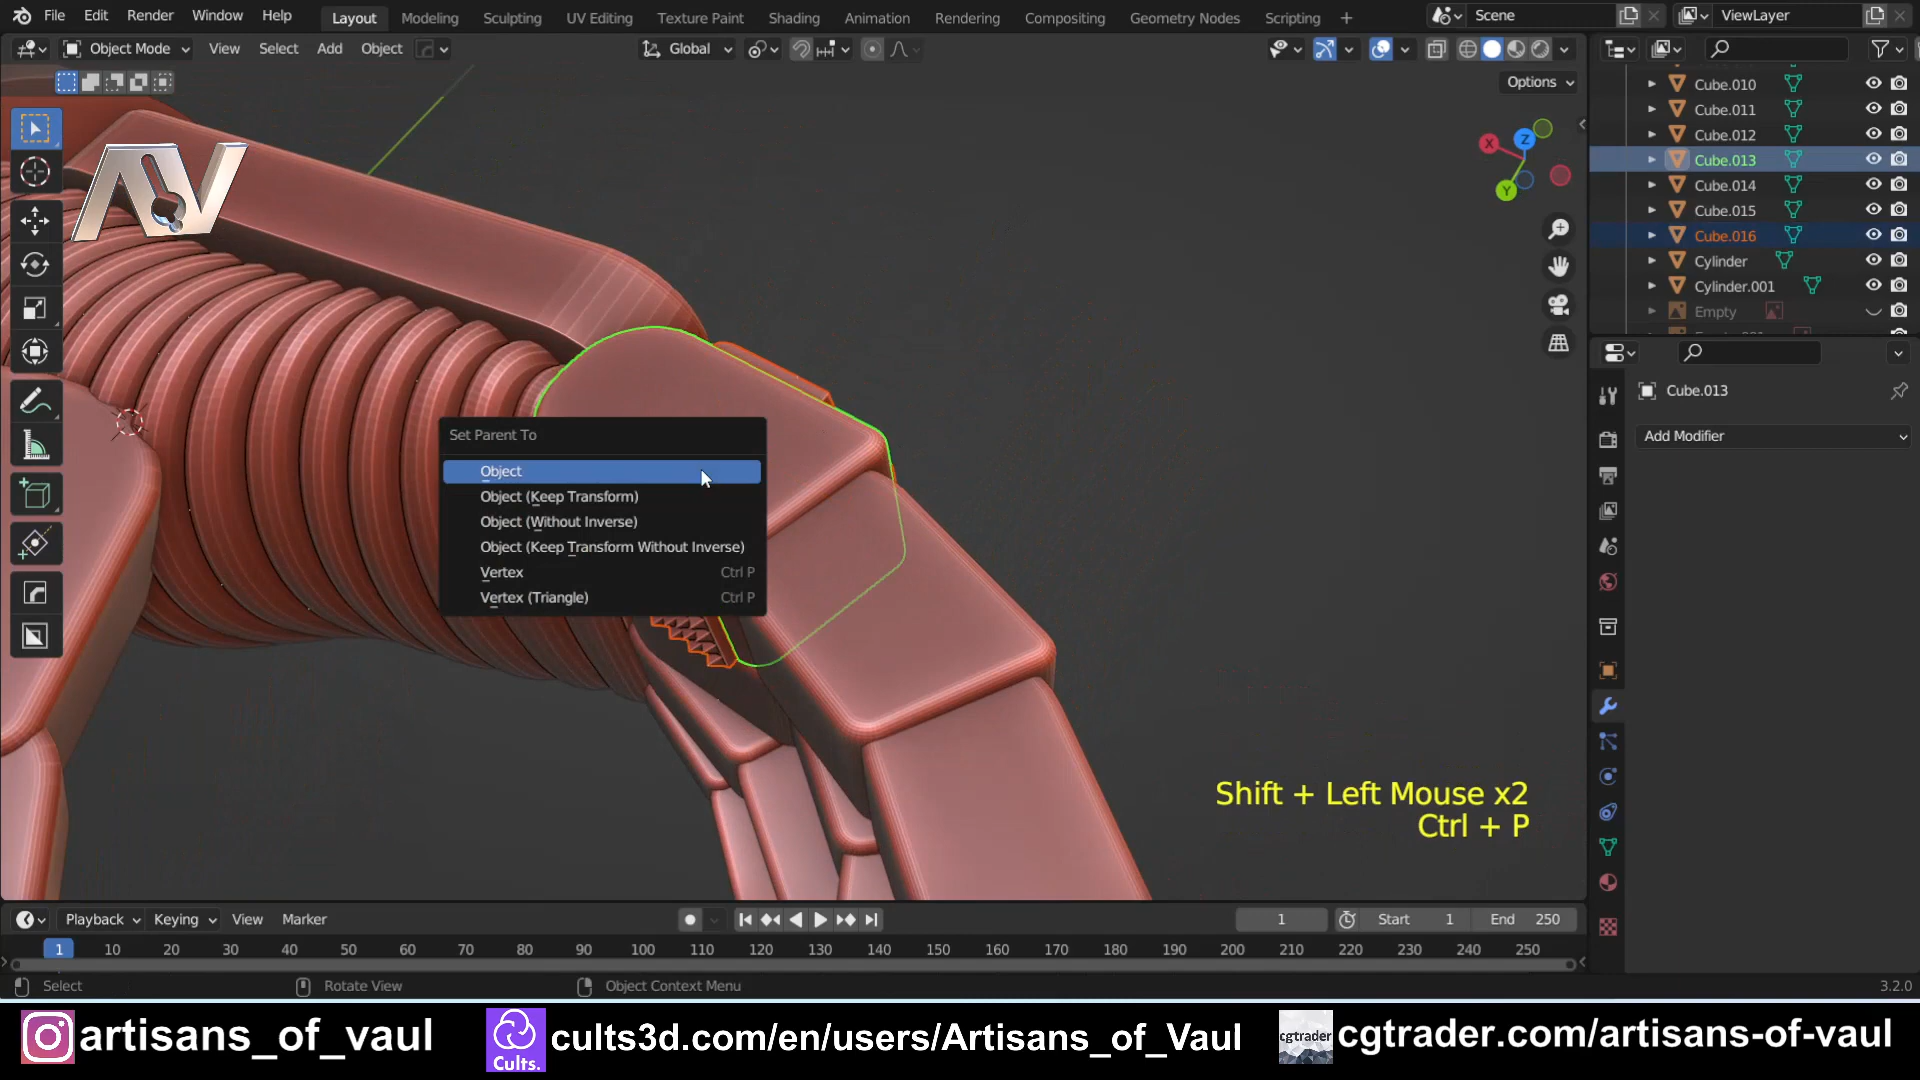 File Edit Render Window Help Layout Modeling Sculpting UV Editing Texture Paint Shading Animation Rendering Compositing Geometry Nodes Scripting + Scene ViewLayer
Object Mode View Select Add Object Global
Options
Cube.010
Cube.011
Cube.012
Cube.013
Cube.014
Cube.015
Cube.016
Cylinder
Cylinder.001
Empty
X Z Y
AV
Cube.013
Add Modifier
Set Parent To
Object
Object (Keep Transform)
Object (Without Inverse)
Object (Keep Transform Without Inverse)
Vertex Ctrl P
Vertex (Triangle) Ctrl P
Shift + Left Mouse x2
Ctrl + P
Playback Keying View Marker 1 Start 1 End 250
1 10 20 30 40 50 60 70 80 90 100 110 120 130 140 150 160 170 180 190 200 210 220 230 240 250
Select Rotate View Object Context Menu 3.2.0
artisans_of_vaul Cults. cults3d.com/en/users/Artisans_of_Vaul cgtrader cgtrader.com/artisans-of-vaul